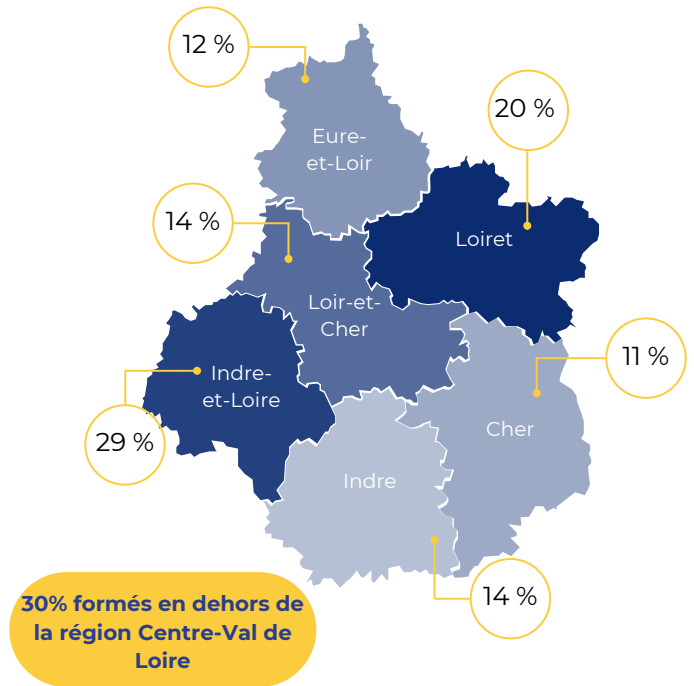 12 %
Eure-
et-Loir
20 %
Loiret
14 %
Loir-et-
Cher
11 %
Indre-
et-Loire
29 %
Cher
Indre
14 %
30% formés en dehors de
la région Centre-Val de
Loire